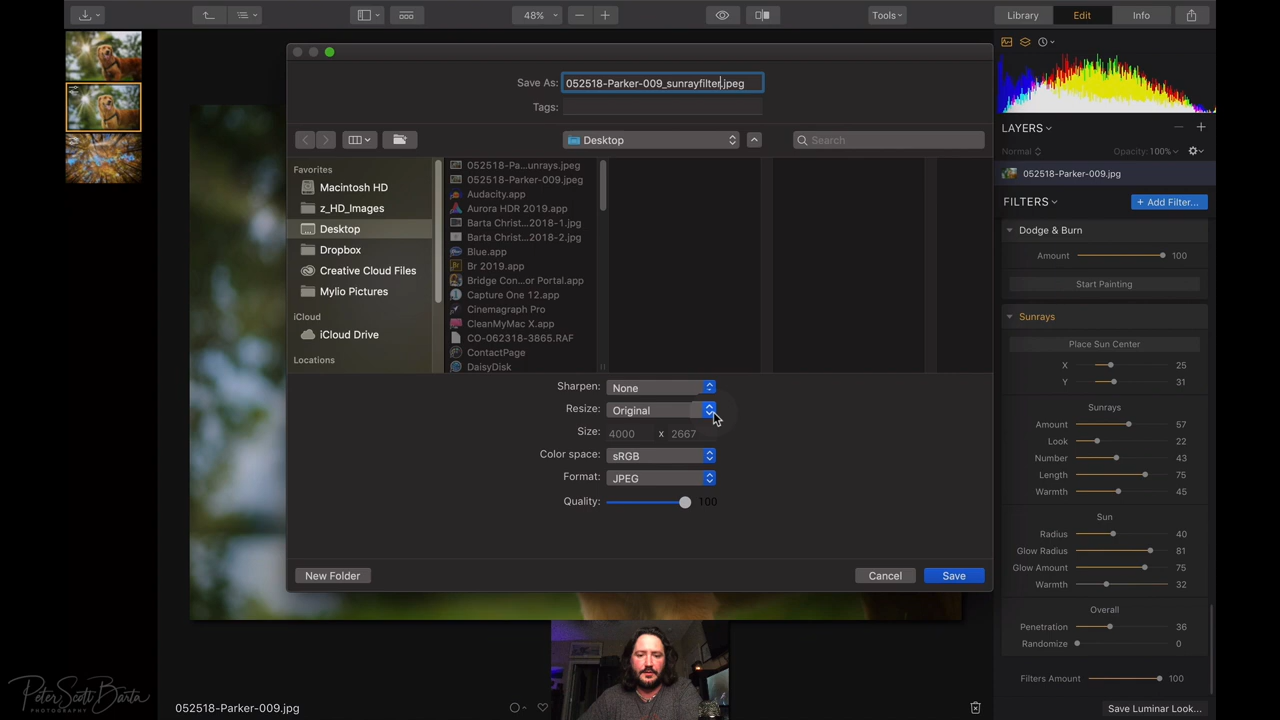 48%
Tools
Library
Edit
Info
Save As: 052518-Parker-009_sunrayfilter.jpeg
Tags:
Desktop
Search
Favorites
Macintosh HD
z_HD_Images
Desktop
Dropbox
Creative Cloud Files
Mylio Pictures
iCloud
iCloud Drive
Locations
052518-Pa...unrays.jpeg
052518-Parker-009.jpeg
Audacity.app
Aurora HDR 2019.app
Barta Christ...2018-1.jpg
Barta Christ...2018-2.jpg
Blue.app
Br 2019.app
Bridge Con...or Portal.app
Capture One 12.app
Cinemagraph Pro
CleanMyMac X.app
CO-062318-3865.RAF
ContactPage
DaisyDisk
Sharpen: None
Resize: Original
Size: 4000 x 2667
Color space: sRGB
Format: JPEG
Quality: 100
New Folder
Cancel
Save
LAYERS
Normal Opacity: 100%
052518-Parker-009.jpg
FILTERS
+ Add Filter...
Dodge & Burn
Amount 100
Start Painting
Sunrays
Place Sun Center
X 25
Y 31
Sunrays
Amount 57
Look 22
Number 43
Length 75
Warmth 45
Sun
Radius 40
Glow Radius 81
Glow Amount 75
Warmth 32
Overall
Penetration 36
Randomize 0
Filters Amount 100
Save Luminar Look...
PeterScottBarta
PHOTOGRAPHY
052518-Parker-009.jpg